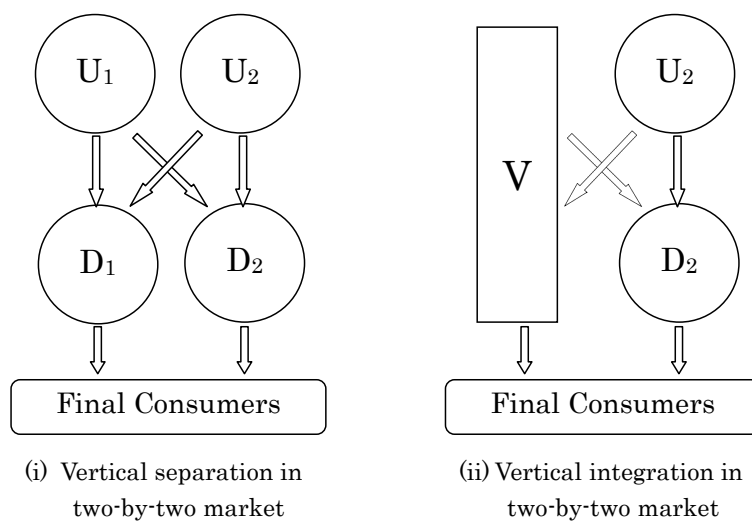 U1 U2
D1 D2
Final Consumers
(i) Vertical separation in
two-by-two market
V
U2
D2
Final Consumers
(ii) Vertical integration in
two-by-two market